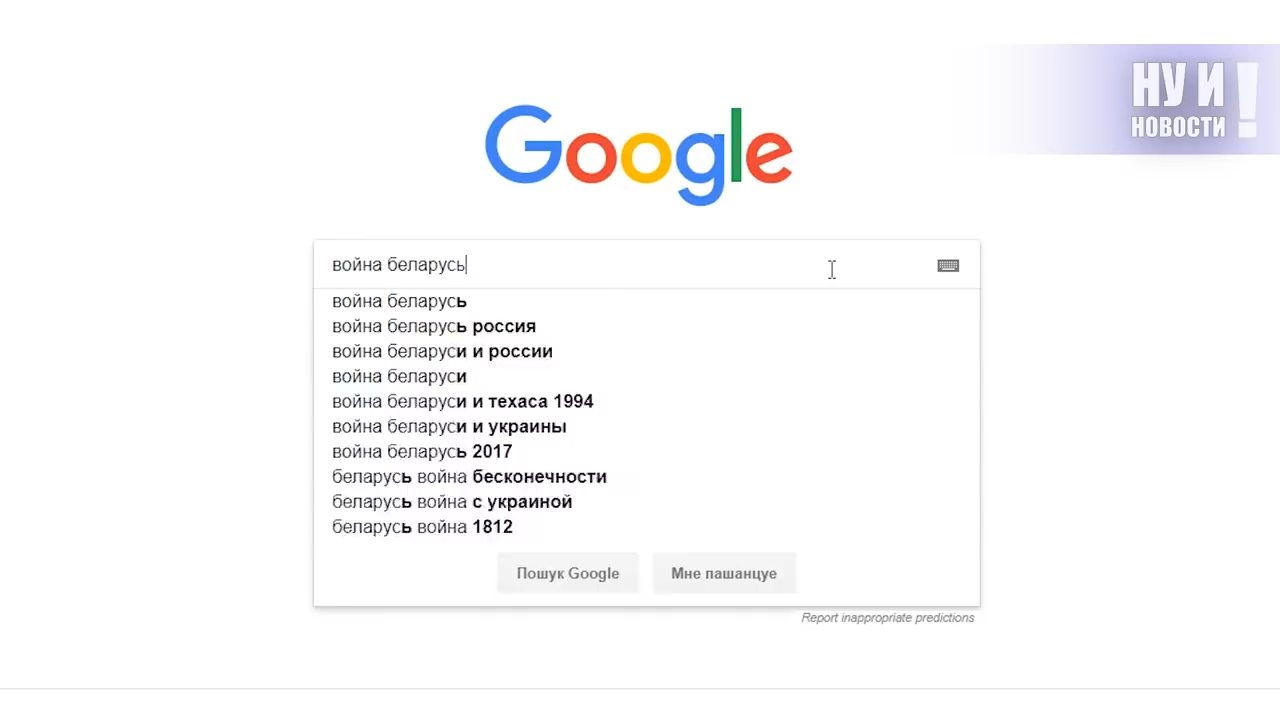 НУ И !
НОВОСТИ
Google
война беларусь
война беларусь
война беларусь россия
война беларуси и россии
война беларуси
война беларуси и техаса 1994
война беларуси и украины
война беларусь 2017
беларусь война бесконечности
беларусь война с украиной
беларусь война 1812
Пошук Google
Мне пашанцуе
Report inappropriate predictions